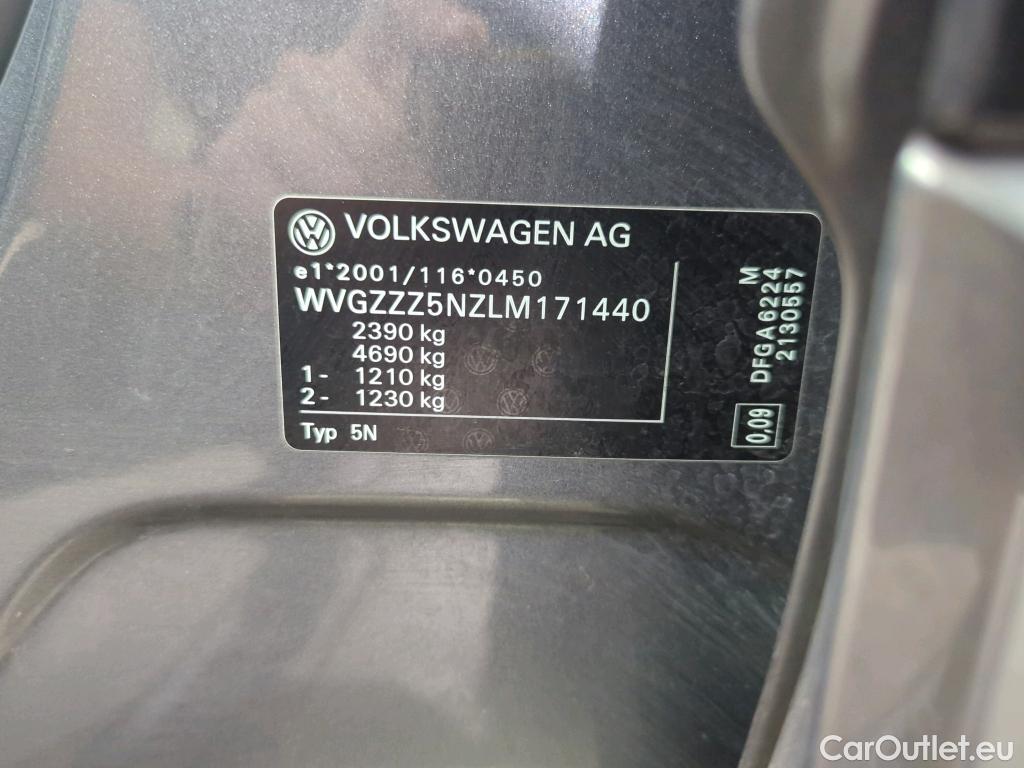 VOLKSWAGEN AG
e1*2001/116*0450
WVGZZZ5NZLM171440
2390 kg
4690 kg
1- 1210 kg
2- 1230 kg
Typ 5N
M
DFGA6224
2130557
0,09
CarOutlet.eu